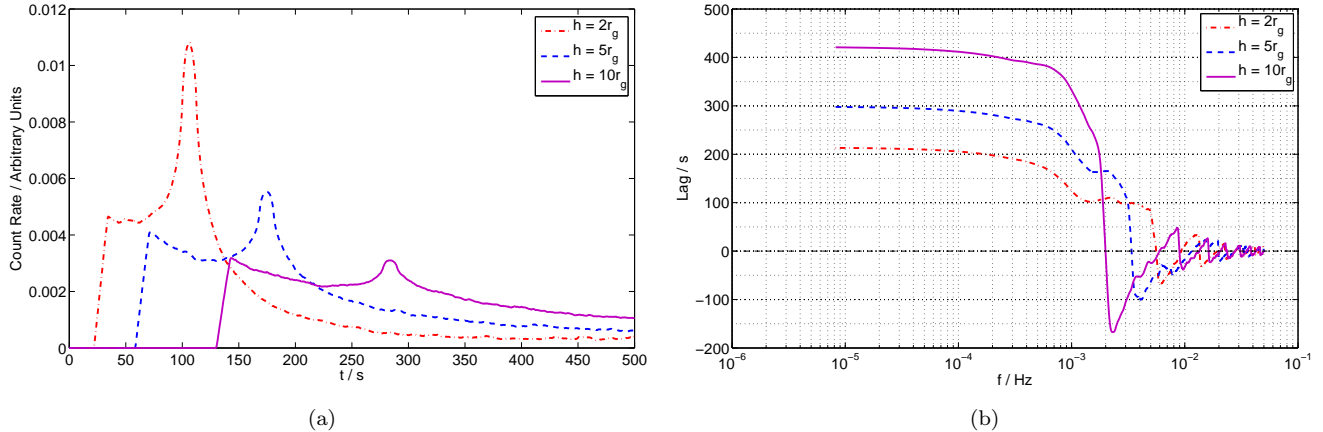 Count Rate / Arbitrary Units
0.012
0.01
0.008
0.006
0.004
0.002
0
0 50 100 150 200 250 300 350 400 450 500
t / s
h = 2r_g
h = 5r_g
h = 10r_g
(a)
Lag / s
500
400
300
200
100
0
−100
−200
10^−6 10^−5 10^−4 10^−3 10^−2 10^−1
f / Hz
h = 2r_g
h = 5r_g
h = 10r_g
(b)